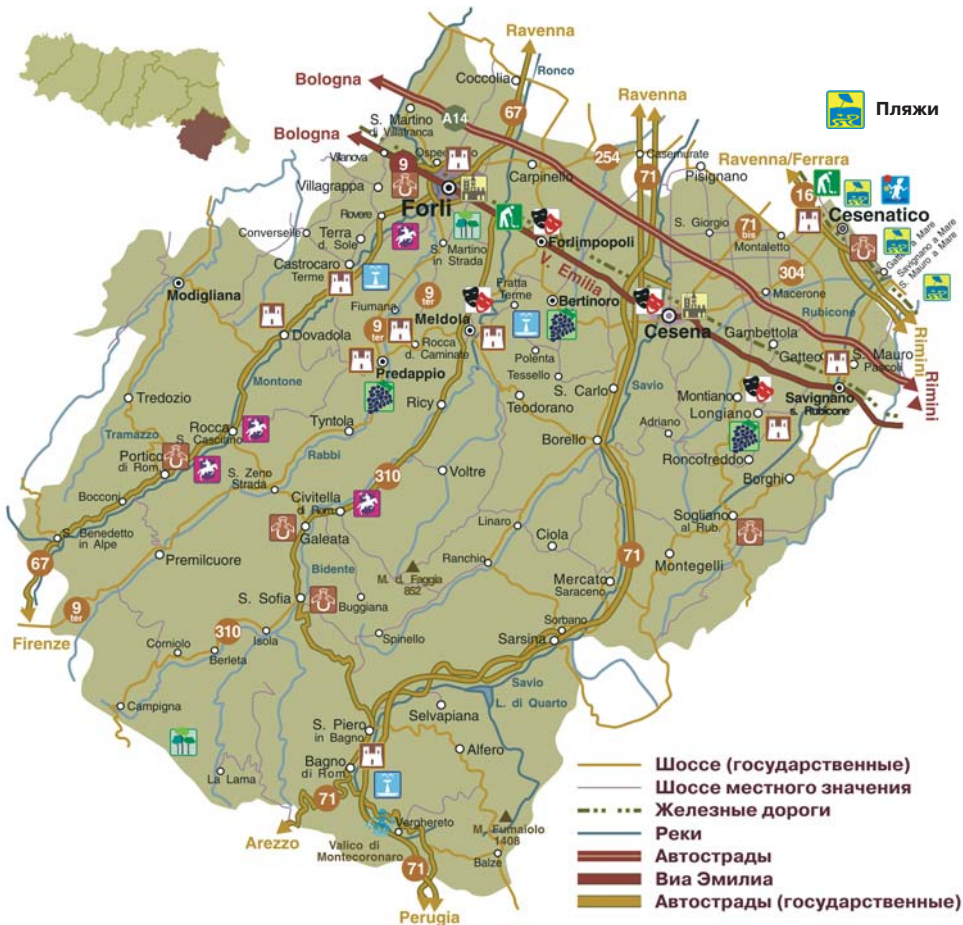 Ravenna
Coccolia
Ronco
Bologna
67
Ravenna
S. Martino
di Villafranca
A14
Пляжи
Bologna
Villanova
9
254
Casemurate
71
Pisignano
Ravenna/Ferrara
16
Villagrappa
Carpinello
Forlì
Cesenatico
Rovere
Converselle
Terra
d. Sole
S. Martino
in Strada
Forlimpopoli
S. Giorgio
71
bis
Montaletto
Gatteo a Mare
Savignano a Mare
S. Mauro a Mare
Castrocaro
Terme
V. Emilia
304
Modigliana
Fiumana
9
ter
Fratta
Terme
Bertinoro
Macerone
Rubicone
Dovadola
9
ter
Meldola
Cesena
Gambettola
Rimini
Rocca
d. Caminate
Polenta
Gatteo
S. Mauro
Pascoli
Rimini
Predappio
Tessello
Montone
S. Carlo
Savio
Savignano
s. Rubicone
Tredozio
Ricy
Teodorano
Montiano
Longiano
Tramazzo
Rocca
S. Casciano
Tyntola
Adriano
Borello
Portico
di Rom.
Rabbi
Roncofreddo
S. Zeno
Strada
310
Voltre
Borghi
Bocconi
Civitella
di Rom.
Linaro
Sogliano
al Rub.
Galeata
Ciola
S. Benedetto
in Alpe
Premilcuore
Ranchio
71
Montegelli
67
Bidente
M. d. Faggia
852
Mercato
Saraceno
9
ter
S. Sofia
Buggiana
Firenze
310
Sorbano
Corniolo
Isola
Spinello
Sarsina
Berleta
Savio
L. di Quarto
Campigna
Selvapiana
S. Piero
in Bagno
Alfero
La Lama
Bagno
di Rom.
71
Arezzo
Verghereto
M. Fumaiolo
1408
Valico di
Montecoronaro
Balze
71
Perugia
Шоссе (государственные)
Шоссе местного значения
Железные дороги
Реки
Автострады
Виа Эмилиа
Автострады (государственные)